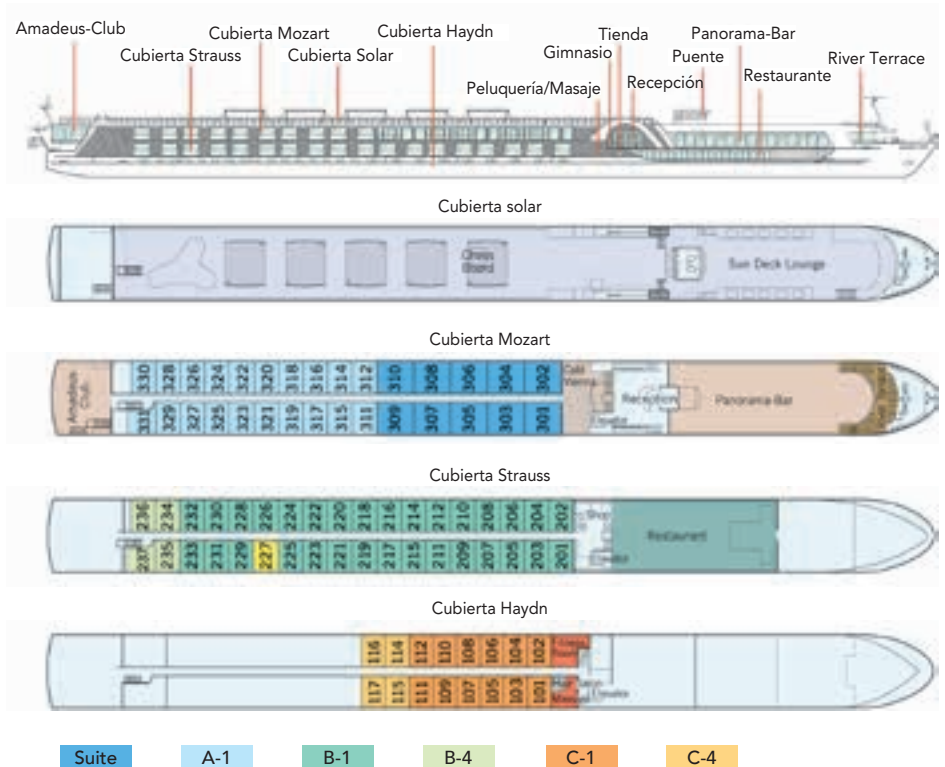 Amadeus-Club
Cubierta Strauss
Cubierta Mozart
Cubierta Solar
Cubierta Haydn
Peluquería/Masaje
Gimnasio
Tienda
Recepción
Puente
Panorama-Bar
Restaurante
River Terrace
Cubierta solar
Chess
Board
Sun Deck Lounge
Cubierta Mozart
Amadeus
Club
330 328 326 324 322 320 318 316 314 312 310 308 306 304 302
331 329 327 325 323 321 319 317 315 311 309 307 305 303 301
Café
Vienna
Reception
Elevator
Panorama-Bar
Cubierta Strauss
236 234 232 230 228 226 224 222 220 218 216 214 212 210 208 206 204 202
237 235 233 231 229 227 225 223 221 219 217 215 211 209 207 205 203 201
Shop
Elevator
Restaurant
Cubierta Haydn
116 114 112 110 108 106 104 102
117 115 111 109 107 105 103 101
Elevator
Suite A-1 B-1 B-4 C-1 C-4